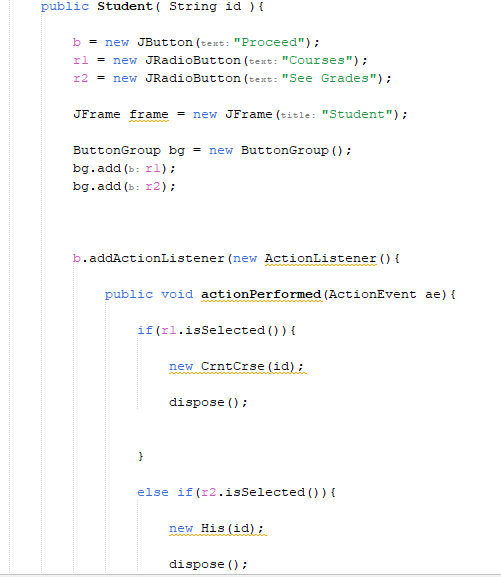 public Student( String id ){
b = new JButton(text: "Proceed");
r1 = new JRadioButton(text: "Courses");
r2 = new JRadioButton(text: "See Grades");
JFrame frame = new JFrame(title: "Student");
ButtonGroup bg = new ButtonGroup();
bg.add(b: r1);
bg.add(b: r2);
b.addActionListener(new ActionListener(){
public void actionPerformed(ActionEvent ae){
if(r1.isSelected()){
new CrntCrse(id);
dispose();
}
else if(r2.isSelected()){
new His(id);
dispose();